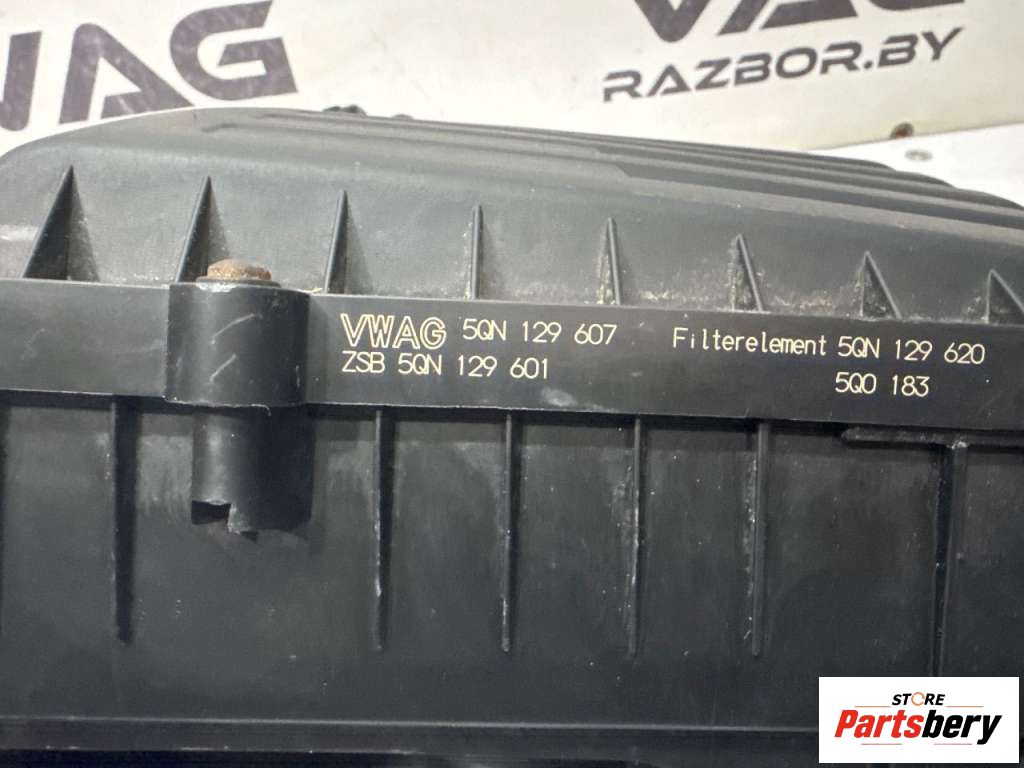 WAG
VAG
RAZBOR.BY
VWAG 5QN 129 607
ZSB 5QN 129 601
Filterelement 5QN 129 620
5Q0 183
STORE
Partsbery